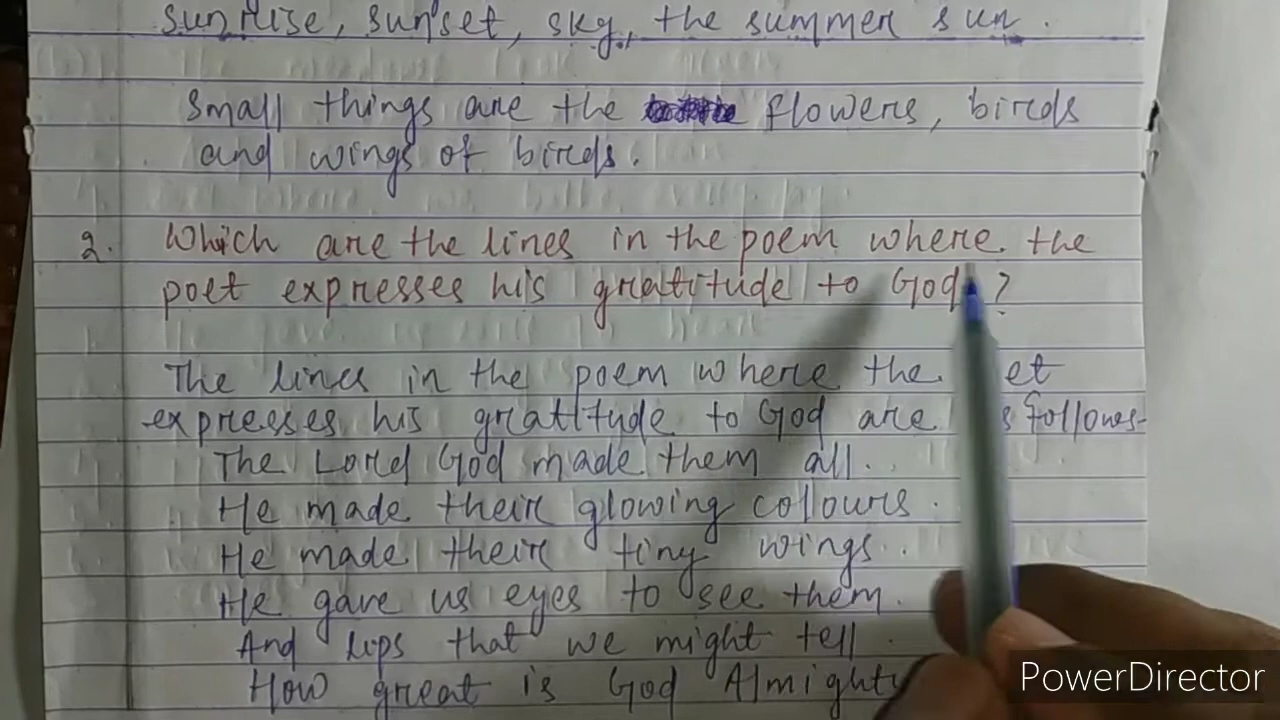 sunrise, sunset, sky, the summer sun.
Small things are the flowers, birds
and wings of birds.
2. Which are the lines in the poem where the
poet expresses his gratitude to God?
The lines in the poem where the et
expresses his gratitude to God are s follows-
The Lord God made them all.
He made their glowing colours.
He made their tiny wings.
He gave us eyes to see them.
And lips that we might tell.
How great is God Almighty
PowerDirector